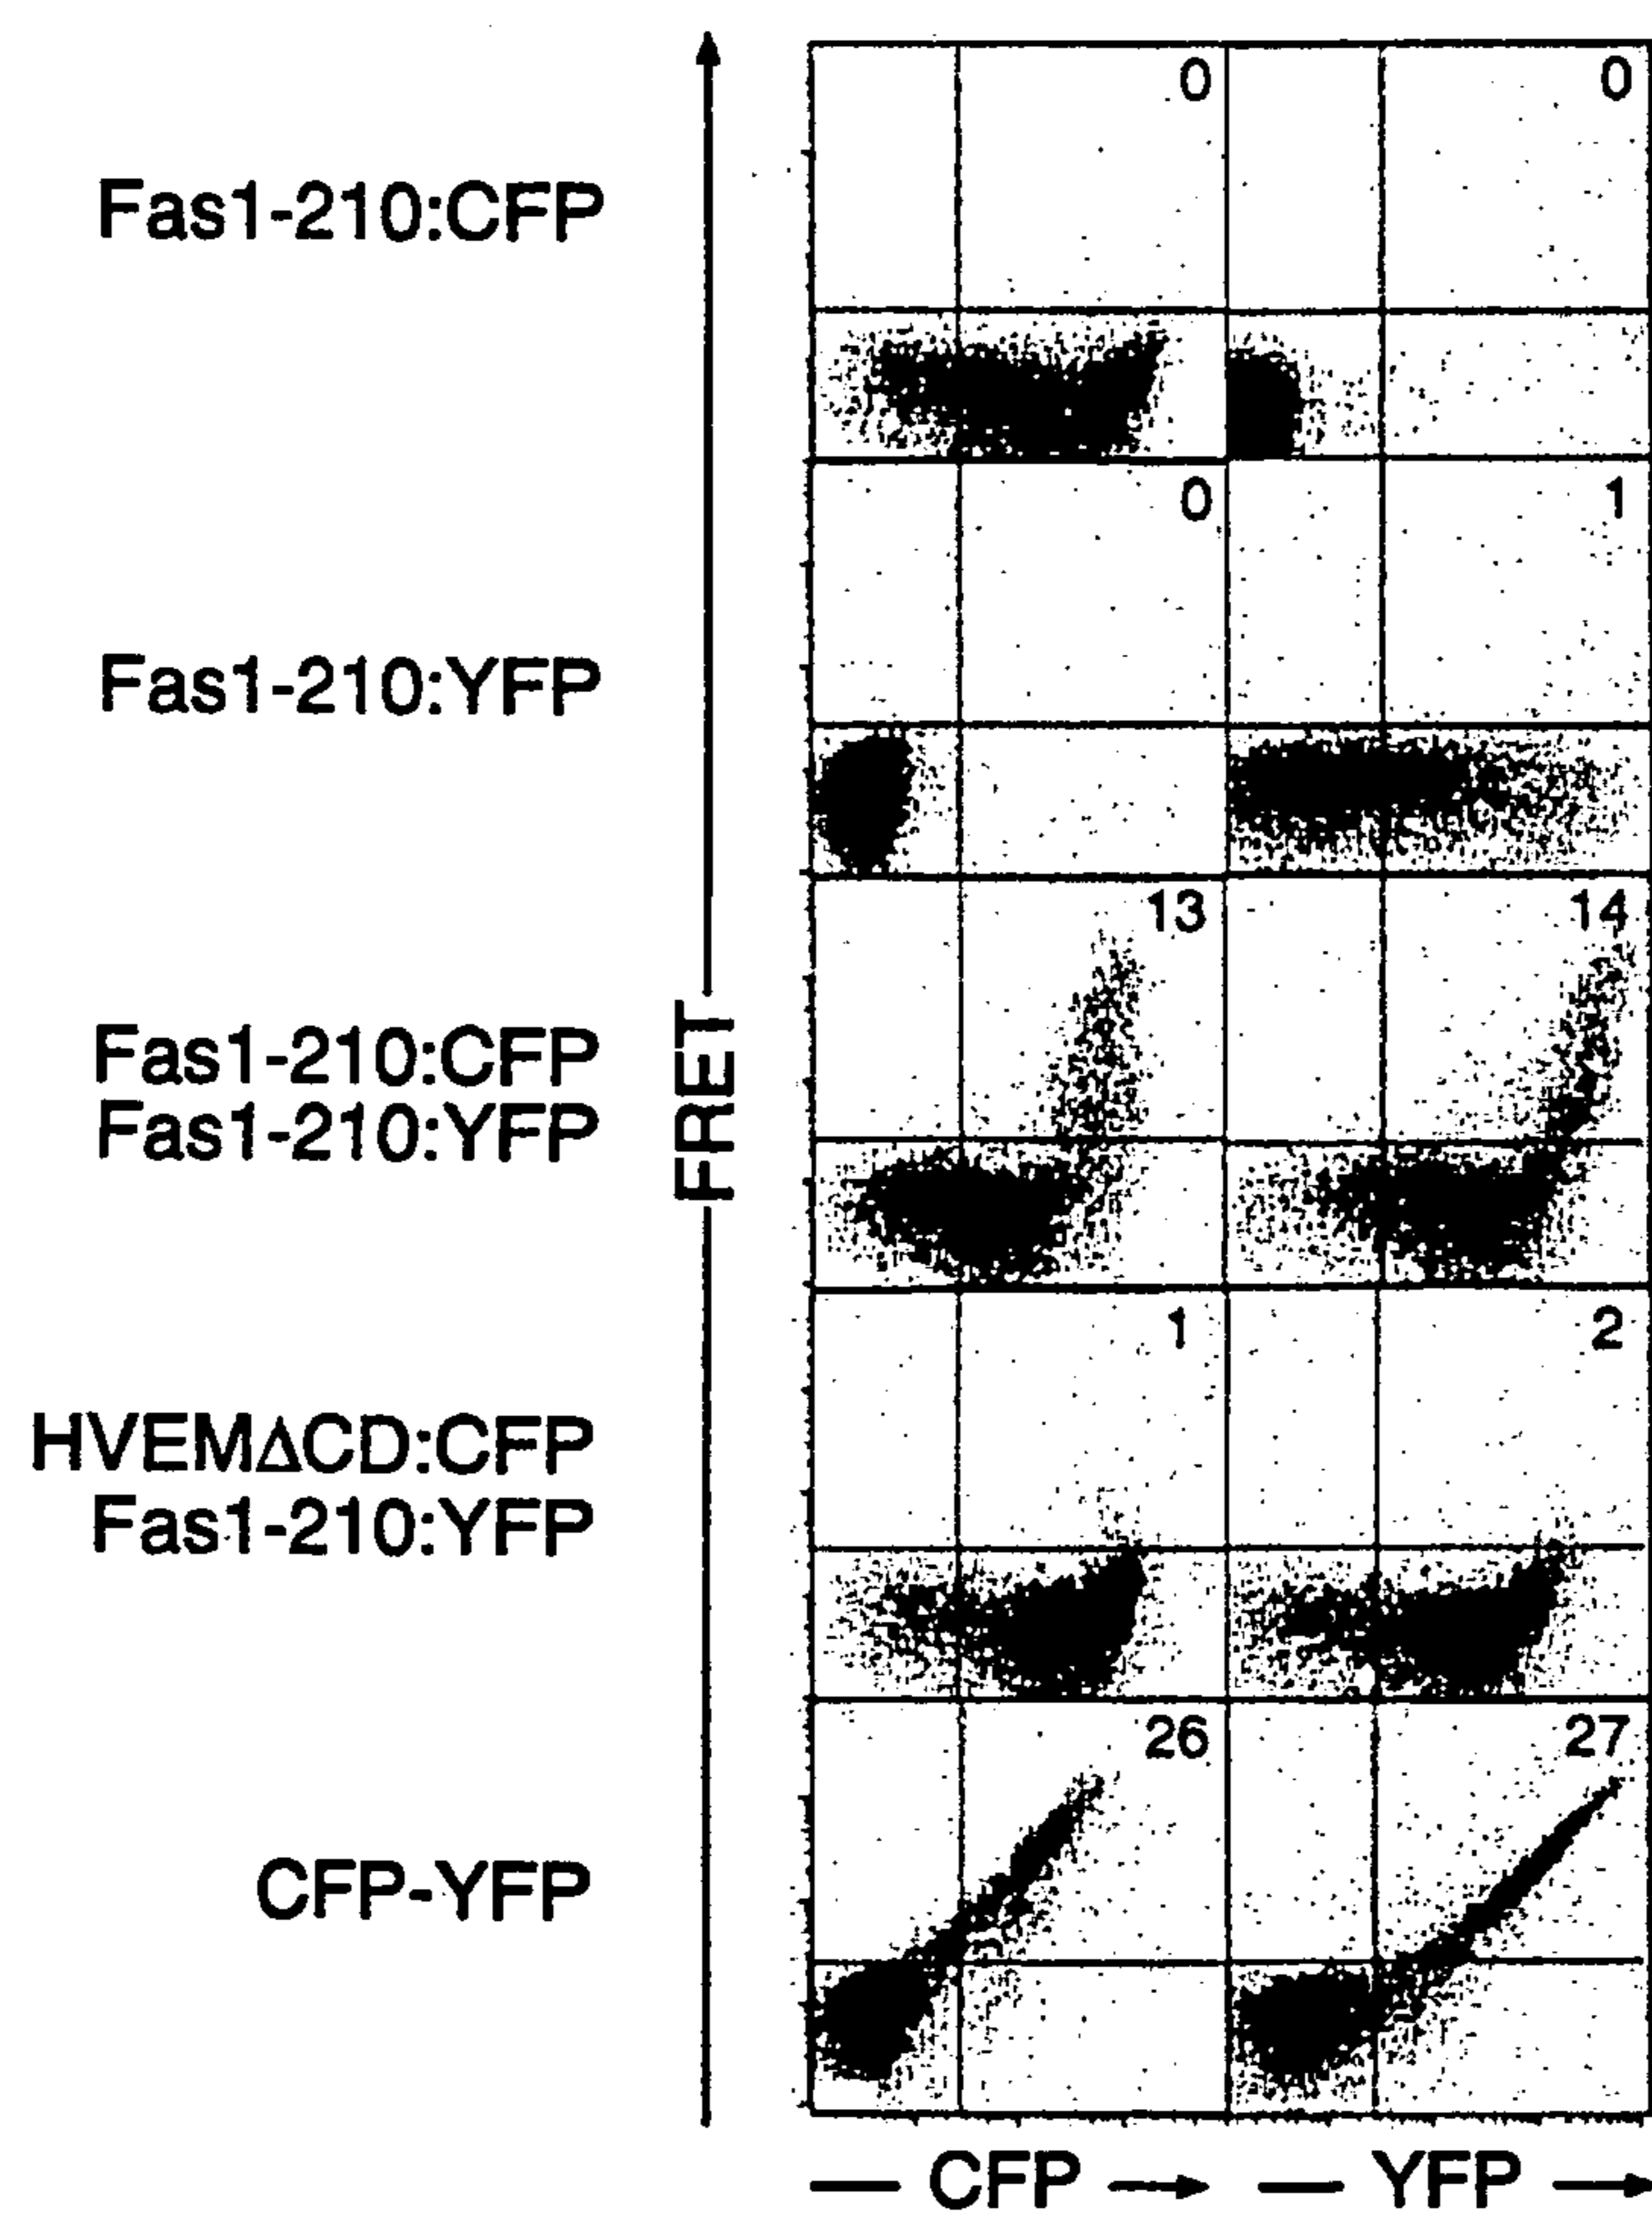 0 0
Fas1-210:CFP
0 1
Fas1-210:YFP
13 14
Fas1-210:CFP
Fas1-210:YFP
FRET
1 2
HVEMΔCD:CFP
Fas1-210:YFP
26 27
CFP-YFP
CFP YFP